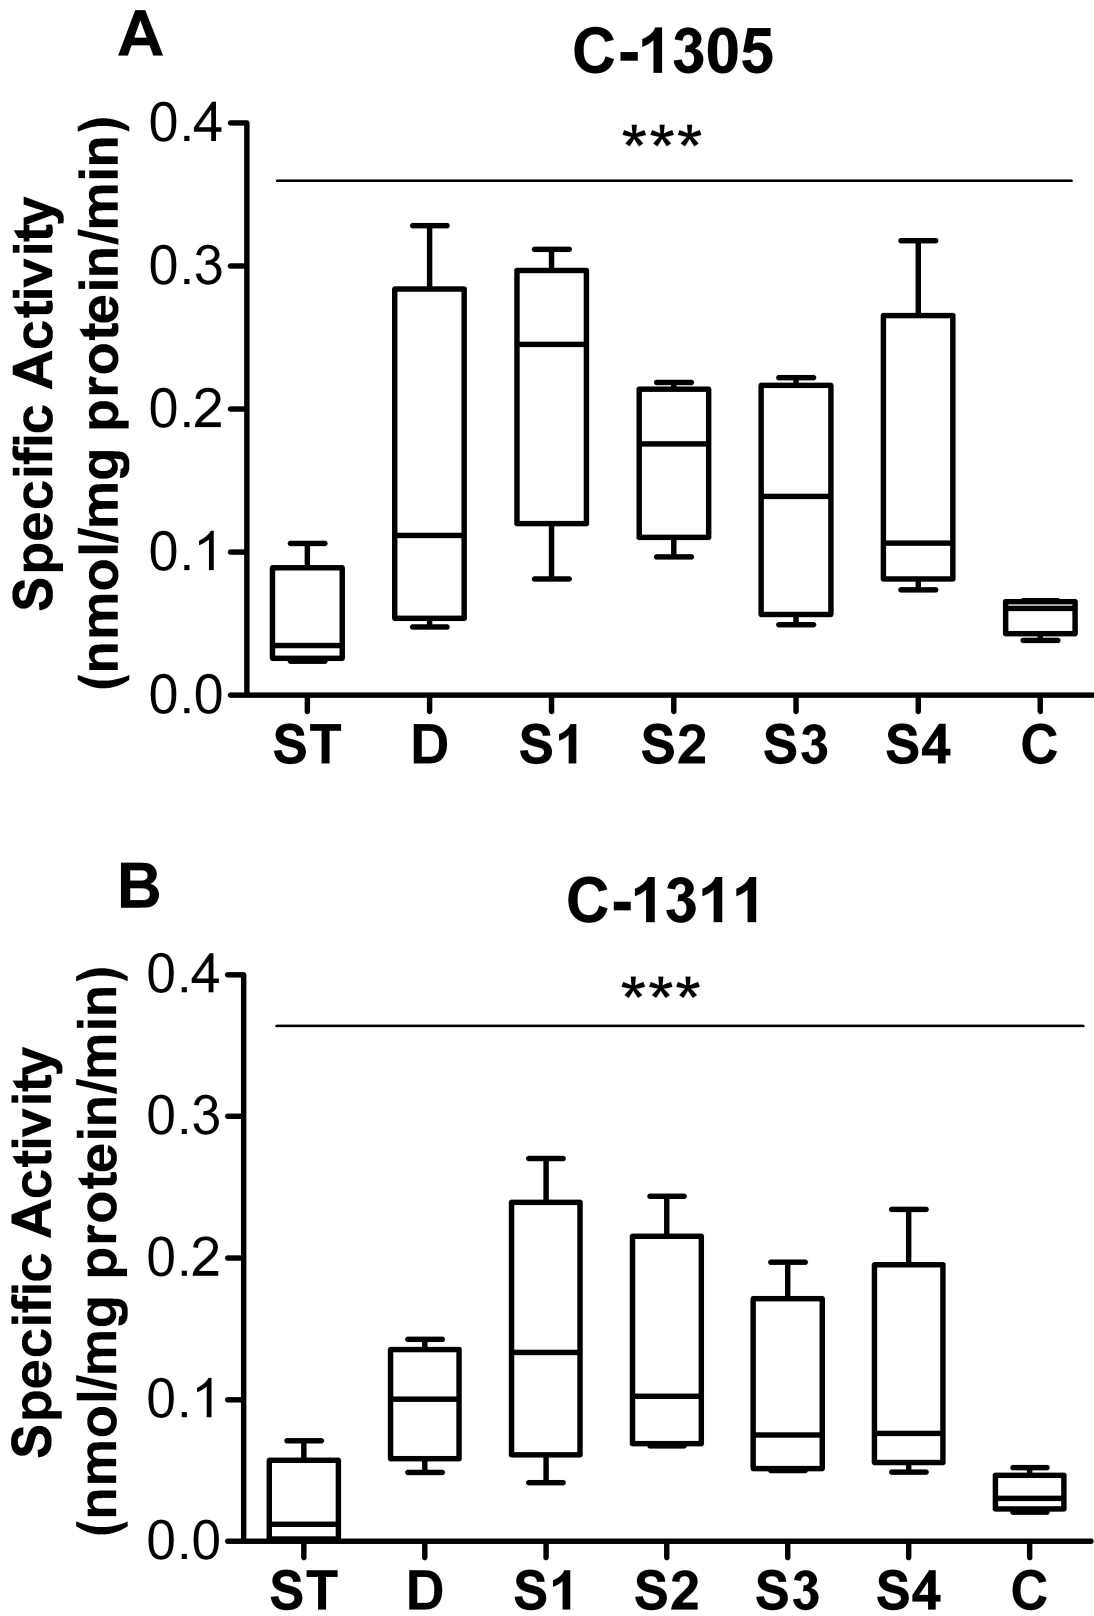 A
C-1305
***
Specific Activity
(nmol/mg protein/min)
0.4
0.3
0.2
0.1
0.0
ST D S1 S2 S3 S4 C
B
C-1311
***
Specific Activity
(nmol/mg protein/min)
0.4
0.3
0.2
0.1
0.0
ST D S1 S2 S3 S4 C